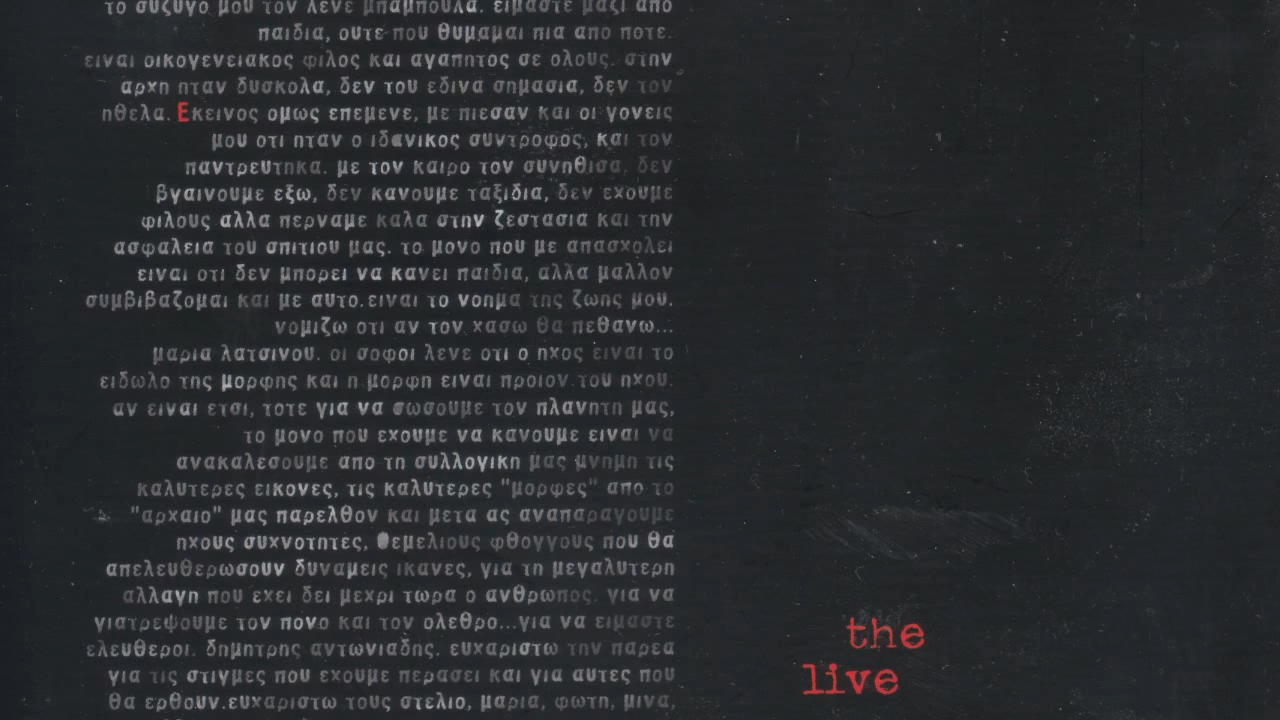 το συζυγο μου τον λενε μπαμπουλα. ειμαστε μαζι απο
παιδια, ουτε που θυμαμαι πια απο ποτε.
ειναι οικογενειακος φιλος και αγαπητος σε ολους. στην
αρχη ηταν δυσκολα, δεν του εδινα σημασια, δεν τον
ηθελα. Εκεινος ομως επεμενε, με πιεσαν και οι γονεις
μου οτι ηταν ο ιδανικος συντροφος, και τον
παντρευτηκα. με τον καιρο τον συνηθισα, δεν
βγαινουμε εξω, δεν κανουμε ταξιδια, δεν εχουμε
φιλους αλλα περναμε καλα στην ζεστασια και την
ασφαλεια του σπιτιου μας. το μονο που με απασχολει
ειναι οτι δεν μπορει να κανει παιδια, αλλα μαλλον
συμβιβαζομαι και με αυτο.ειναι το νοημα της ζωης μου.
νομιζω οτι αν τον χασω θα πεθανω...
μαρια λατσινου. οι σοφοι λενε οτι ο ηχος ειναι το
ειδωλο της μορφης και η μορφη ειναι προιον του ηχου.
αν ειναι ετσι, τοτε για να σωσουμε τον πλανητη μας,
το μονο που εχουμε να κανουμε ειναι να
ανακαλεσουμε απο τη συλλογικη μας μνημη τις
καλυτερες εικονες, τις καλυτερες "μορφες" απο το
"αρχαιο" μας παρελθον και μετα ας αναπαραγουμε
ηχους συχνοτητες, θεμελιους φθογγους που θα
απελευθερωσουν δυναμεις ικανες, για τη μεγαλυτερη
αλλαγη που εχει δει μεχρι τωρα ο ανθρωπος. για να
γιατρεψουμε τον πονο και τον ολεθρο...για να ειμαστε
ελευθεροι. δημητρης αντωνιαδης. ευχαριστω την παρεα
για τις στιγμες που εχουμε περασει και για αυτες που
θα ερθουν.ευχαριστω τους στελιο, μαρια, φωτη, μινα,
the
live